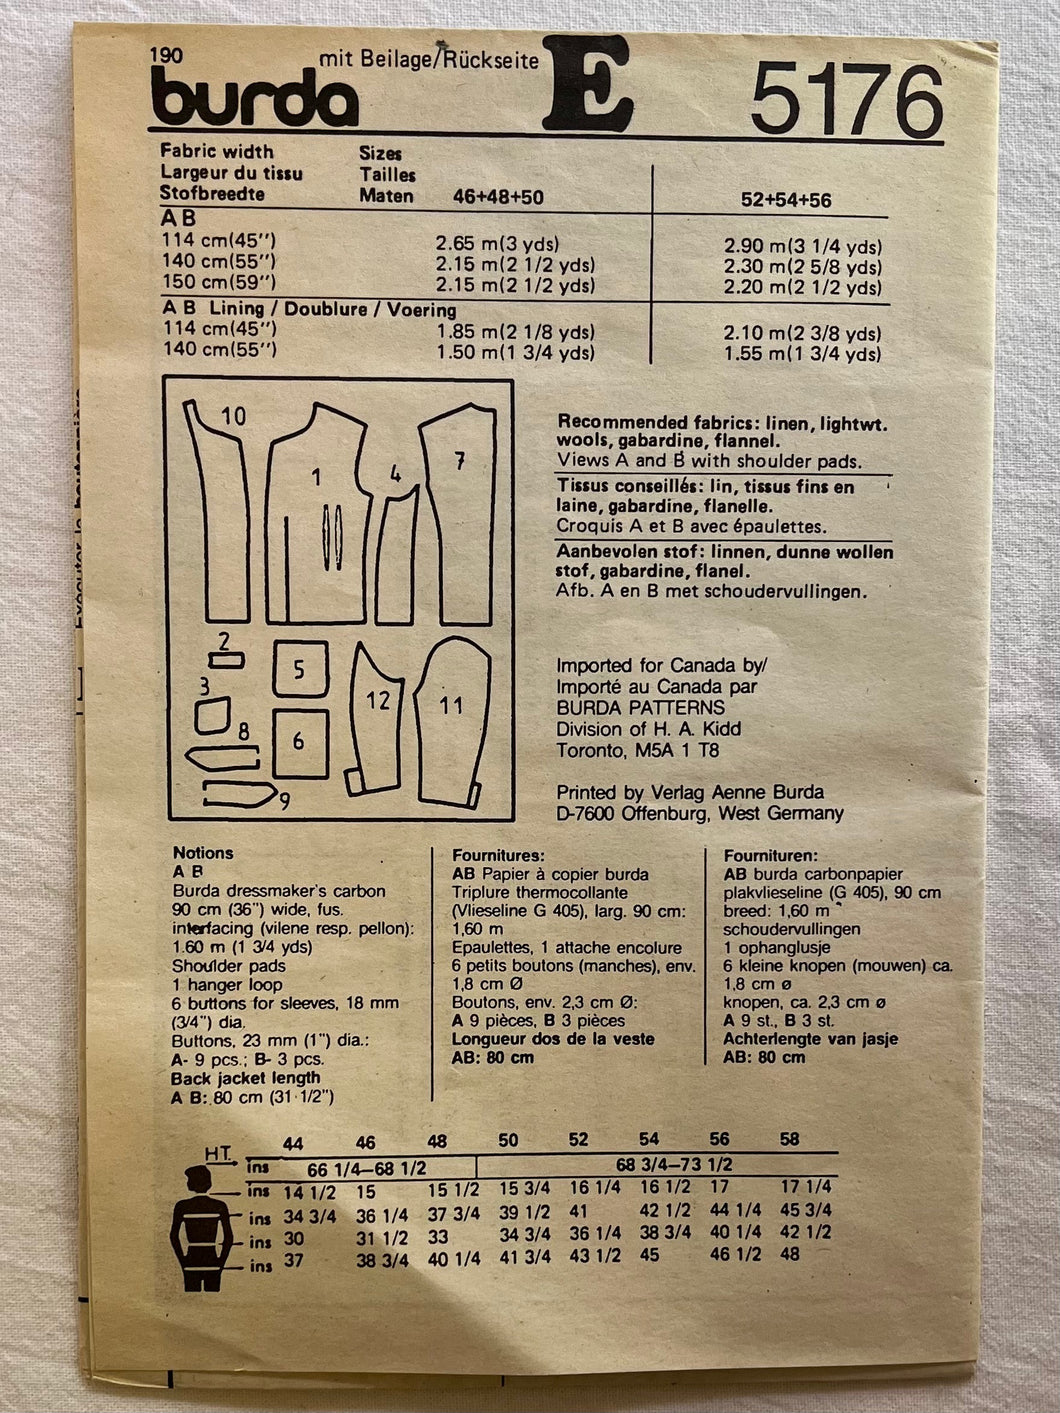 190
mit Beilage/Rückseite
E
5176
burda
Fabric width Sizes
Largeur du tissu Tailles
Stofbreedte Maten 46+48+50 52+54+56
A B
114 cm(45'') 2.65 m(3 yds) 2.90 m(3 1/4 yds)
140 cm(55'') 2.15 m(2 1/2 yds) 2.30 m(2 5/8 yds)
150 cm(59'') 2.15 m(2 1/2 yds) 2.20 m(2 1/2 yds)
A B Lining / Doublure / Voering
114 cm(45'') 1.85 m(2 1/8 yds) 2.10 m(2 3/8 yds)
140 cm(55'') 1.50 m(1 3/4 yds) 1.55 m(1 3/4 yds)
10
1
4
7
2
5
3
12
11
8
6
9
Recommended fabrics: linen, lightwt.
wools, gabardine, flannel.
Views A and B with shoulder pads.
Tissus conseillés: lin, tissus fins en
laine, gabardine, flanelle.
Croquis A et B avec épaulettes.
Aanbevolen stof: linnen, dunne wollen
stof, gabardine, flanel.
Afb. A en B met schoudervullingen.
Imported for Canada by/
Importé au Canada par
BURDA PATTERNS
Division of H. A. Kidd
Toronto, M5A 1 T8
Printed by Verlag Aenne Burda
D-7600 Offenburg, West Germany
Notions
A B
Burda dressmaker's carbon
90 cm (36") wide, fus.
interfacing (vilene resp. pellon):
1.60 m (1 3/4 yds)
Shoulder pads
1 hanger loop
6 buttons for sleeves, 18 mm
(3/4") dia.
Buttons, 23 mm (1") dia.:
A- 9 pcs.; B- 3 pcs.
Back jacket length
A B: 80 cm (31 1/2")
Fournitures:
AB Papier à copier burda
Triplure thermocollante
(Vlieseline G 405), larg. 90 cm:
1,60 m
Epaulettes, 1 attache encolure
6 petits boutons (manches), env.
1,8 cm Ø
Boutons, env. 2,3 cm Ø:
A 9 pièces, B 3 pièces
Longueur dos de la veste
AB: 80 cm
Fournituren:
AB burda carbonpapier
plakvlieseline (G 405), 90 cm
breed: 1,60 m
schoudervullingen
1 ophanglusje
6 kleine knopen (mouwen) ca.
1,8 cm ø
knopen, ca. 2,3 cm ø
A 9 st., B 3 st.
Achterlengte van jasje
AB: 80 cm
44 46 48 50 52 54 56 58
HT. ins 66 1/4–68 1/2 68 3/4–73 1/2
ins 14 1/2 15 15 1/2 15 3/4 16 1/4 16 1/2 17 17 1/4
ins 34 3/4 36 1/4 37 3/4 39 1/2 41 42 1/2 44 1/4 45 3/4
ins 30 31 1/2 33 34 3/4 36 1/4 38 3/4 40 1/4 42 1/2
ins 37 38 3/4 40 1/4 41 3/4 43 1/2 45 46 1/2 48